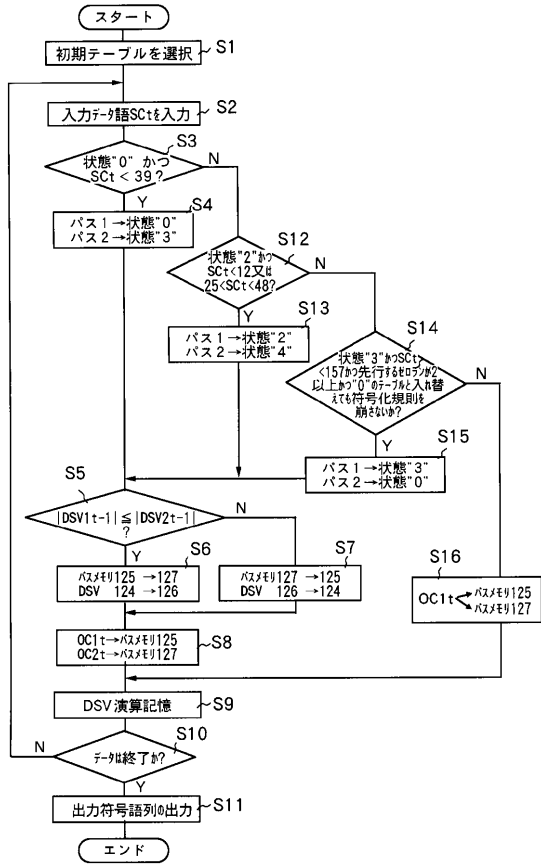 スタート
初期テーブルを選択
S1
入力データ語SCtを入力
S2
S3
状態"0" かつ
SCt < 39?
N
Y
S4
パス1→状態"0"
パス2→状態"3"
S12
状態"2"かつ
SCt<12又は
25<SCt<48?
N
Y
S13
パス1→状態"2"
パス2→状態"4"
S14
状態"3"かつSCt
<157かつ先行するゼロランが2
以上かつ"0"のテーブルと入れ替
えても符号化規則を
崩さないか?
N
Y
S15
パス1→状態"3"
パス2→状態"0"
S5
|DSV1t-1|≦|DSV2t-1|
?
N
Y
S6
パスメモリ125 →127
DSV 124 →126
S7
パスメモリ127 →125
DSV 126 →124
S16
OC1t
パスメモリ125
パスメモリ127
OC1t→パスメモリ125
OC2t→パスメモリ127
S8
DSV演算記憶
S9
S10
データは終了か?
N
Y
出力符号語列の出力
S11
エンド